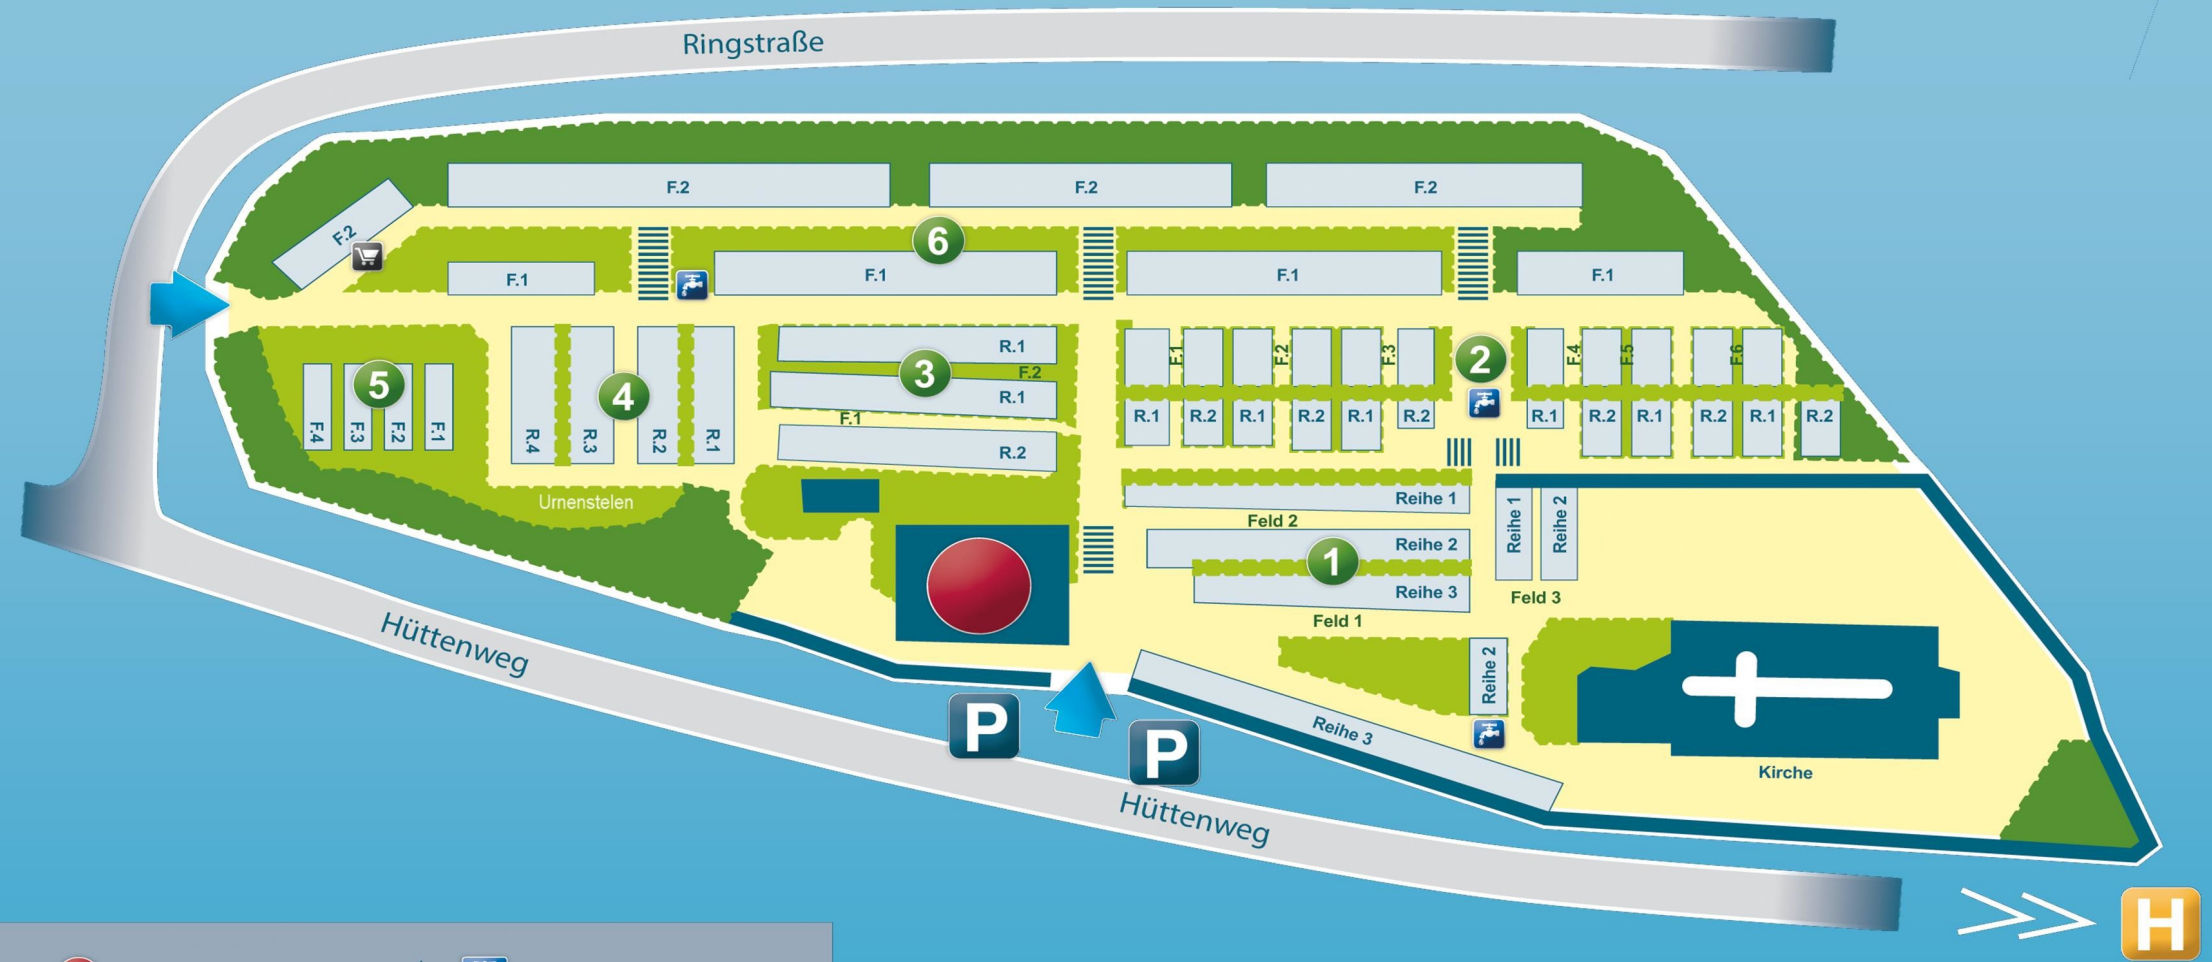 Ringstraße
F.2
F.2
F.2
F.2
6
F.1
F.1
F.1
F.1
5
F.4
F.3
F.2
F.1
4
R.4
R.3
R.2
R.1
3
R.1
F.2
R.1
F.1
R.2
2
F.1
F.2
F.3
F.4
F.5
F.6
R.1
R.2
R.1
R.2
R.1
R.2
R.1
R.2
R.1
R.2
R.1
R.2
Urnenstelen
Reihe 1
Feld 2
Reihe 2
1
Reihe 3
Feld 1
Reihe 1
Reihe 2
Feld 3
Reihe 2
Reihe 3
Kirche
Hüttenweg
P
P
Hüttenweg
H